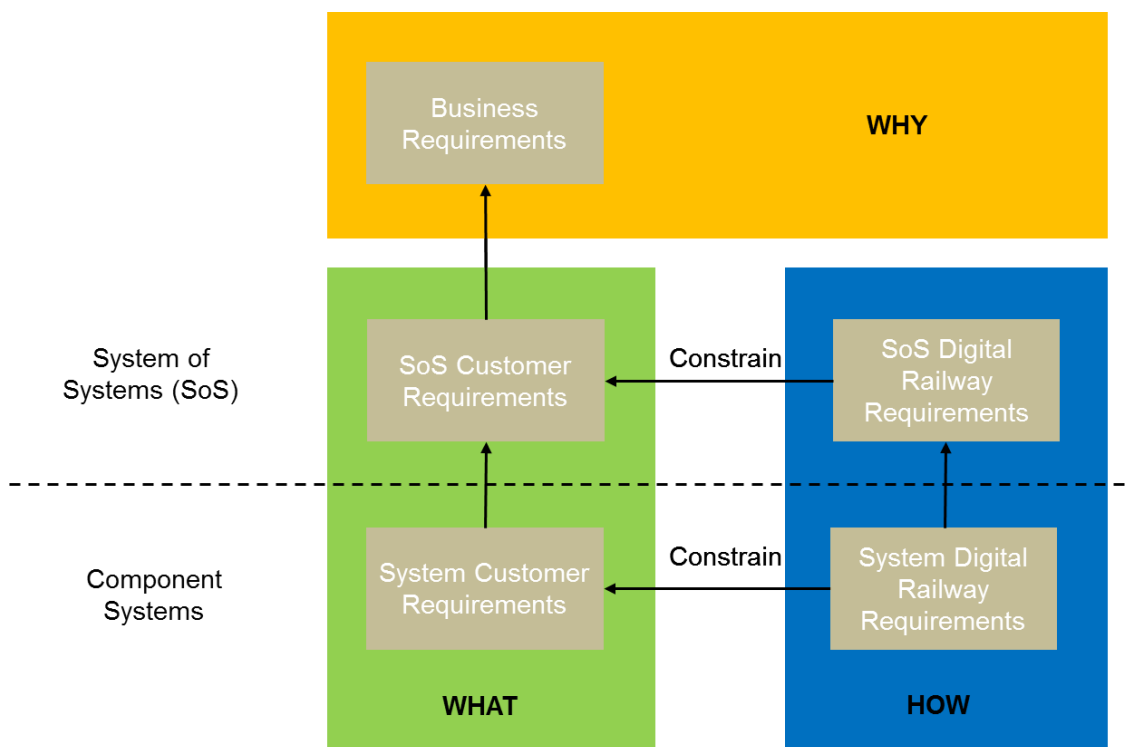 Business
Requirements
WHY
System of
Systems (SoS)
SoS Customer
Requirements
Constrain
SoS Digital
Railway
Requirements
Component
Systems
System Customer
Requirements
Constrain
System Digital
Railway
Requirements
WHAT
HOW